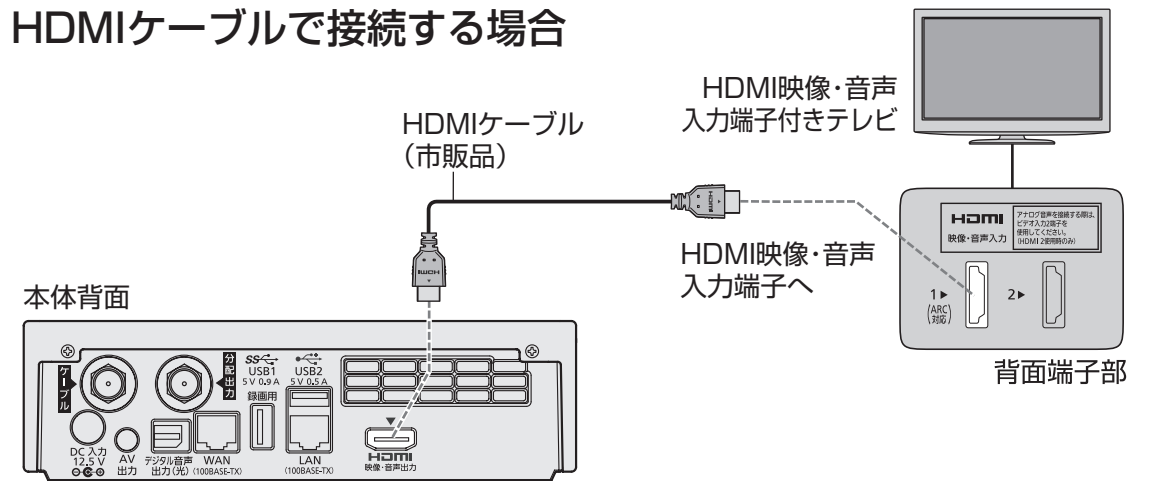 HDMIケーブルで接続する場合
HDMI映像・音声
入力端子付きテレビ
HDMIケーブル
(市販品)
HDMI
HDMI
HDMI
映像・音声入力
アナログ音声を接続する際は、
ビデオ入力2端子を
使用してください。
(HDMI 2使用時のみ)
HDMI映像・音声
入力端子へ
1▶
(ARC対応)
2▶
背面端子部
本体背面
ケーブル
分配出力
SS
USB1
5V 0.9A
録画用
USB2
5V 0.5A
DC入力
12.5V
AV
出力
デジタル音声
出力(光)
WAN
(100BASE-TX)
LAN
(100BASE-TX)
HDMI
映像・音声出力